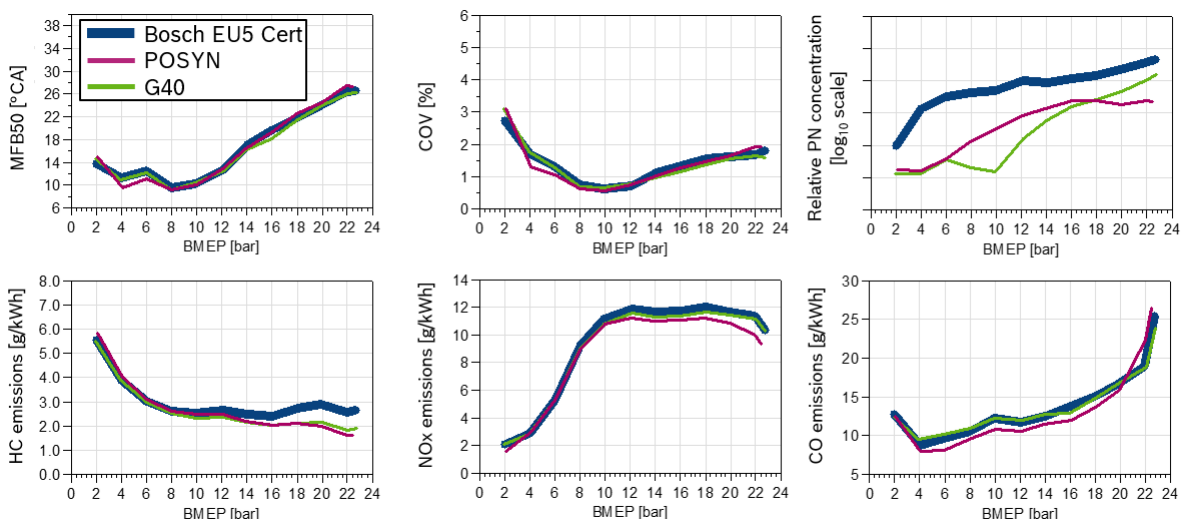 MFB50 [°CA]
38
34
30
26
22
18
14
10
6
0 2 4 6 8 10 12 14 16 18 20 22 24
BMEP [bar]
Bosch EU5 Cert
POSYN
G40
COV [%]
6
5
4
3
2
1
0
0 2 4 6 8 10 12 14 16 18 20 22 24
BMEP [bar]
Relative PN concentration
[log₁₀ scale]
0 2 4 6 8 10 12 14 16 18 20 22 24
BMEP [bar]
HC emissions [g/kWh]
8.0
7.0
6.0
5.0
4.0
3.0
2.0
1.0
0.0
0 2 4 6 8 10 12 14 16 18 20 22 24
BMEP [bar]
NOx emissions [g/kWh]
14
12
10
8
6
4
2
0
0 2 4 6 8 10 12 14 16 18 20 22 24
BMEP [bar]
CO emissions [g/kWh]
30
25
20
15
10
5
0 2 4 6 8 10 12 14 16 18 20 22 24
BMEP [bar]